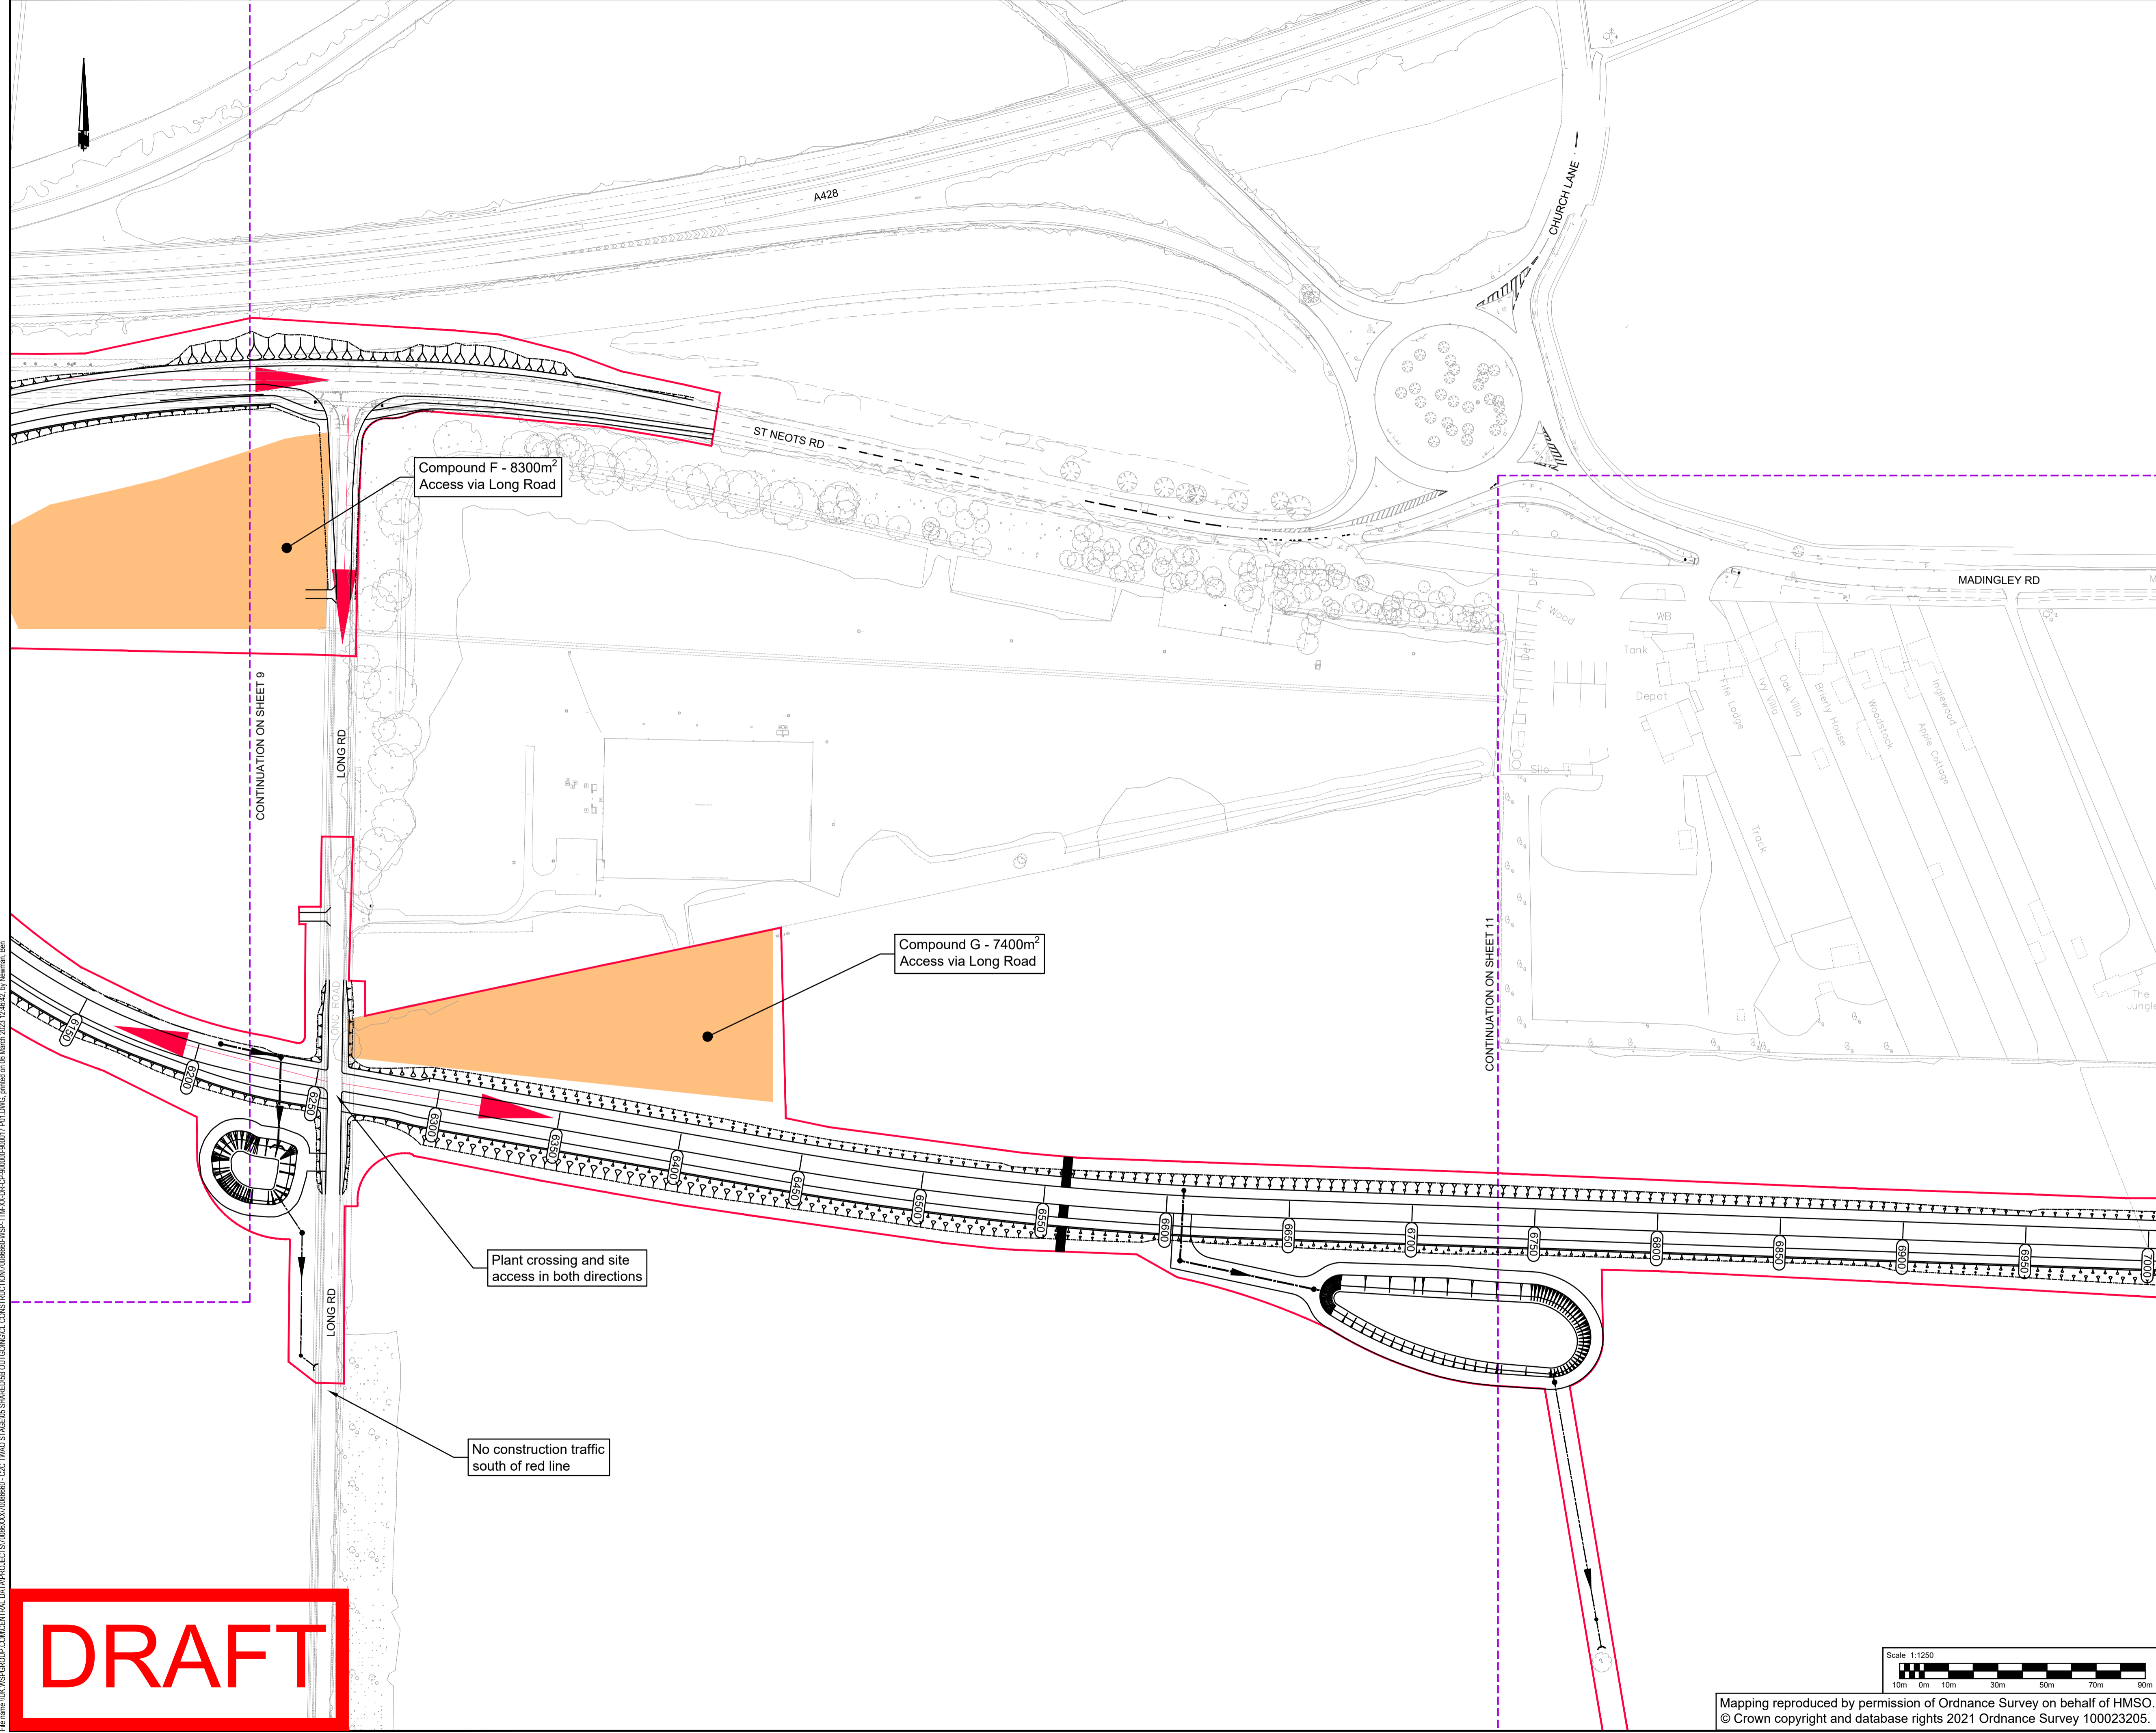 A428
CHURCH LANE
ST NEOTS RD
Compound F - 8300m²
Access via Long Road
MADINGLEY RD
E Wood
WB
Tank
Depot
Fife Lodge
Ivy Villa
Oak Villa
Brierly House
Woodstock
Apple Cottage
Inglewood
Silo
Track
The
Jungle
CONTINUATION ON SHEET 9
LONG RD
LONG ROAD
Compound G - 7400m²
Access via Long Road
CONTINUATION ON SHEET 11
6150
6200
6250
6300
6350
6400
6450
6500
6550
6600
6650
6700
6750
6800
6850
6900
6950
7000
Plant crossing and site
access in both directions
LONG RD
No construction traffic
south of red line
DRAFT
Scale 1:1250
10m 0m 10m 30m 50m 70m 90m
Mapping reproduced by permission of Ordnance Survey on behalf of HMSO.
© Crown copyright and database rights 2021 Ordnance Survey 100023205.